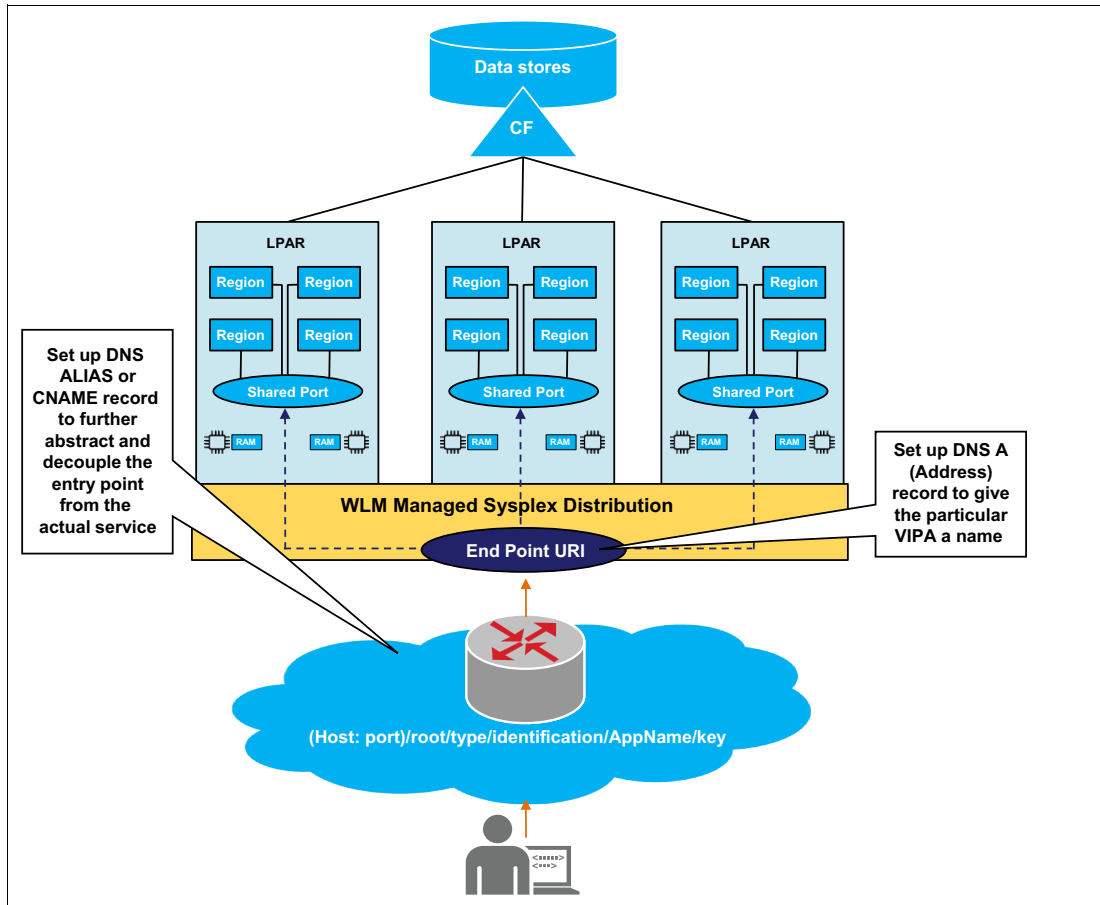 Data stores
CF
LPAR
LPAR
LPAR
Region
Region
Region
Region
Region
Region
Region
Region
Region
Region
Region
Region
Shared Port
Shared Port
Shared Port
RAM
RAM
RAM
RAM
RAM
RAM
Set up DNS
ALIAS or
CNAME record
to further
abstract and
decouple the
entry point
from the
actual service
Set up DNS A
(Address)
record to give
the particular
VIPA a name
WLM Managed Sysplex Distribution
End Point URI
(Host: port)/root/type/identification/AppName/key
<----->
<--->